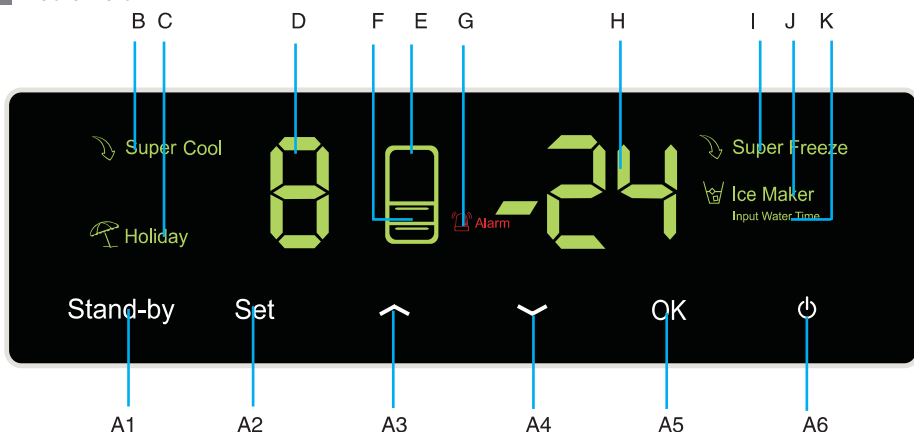 B C D F E G H I J K
Super Cool
8
-24
Super Freeze
Ice Maker
Input Water Time
Alarm
Holiday
Stand-by Set OK
A1 A2 A3 A4 A5 A6